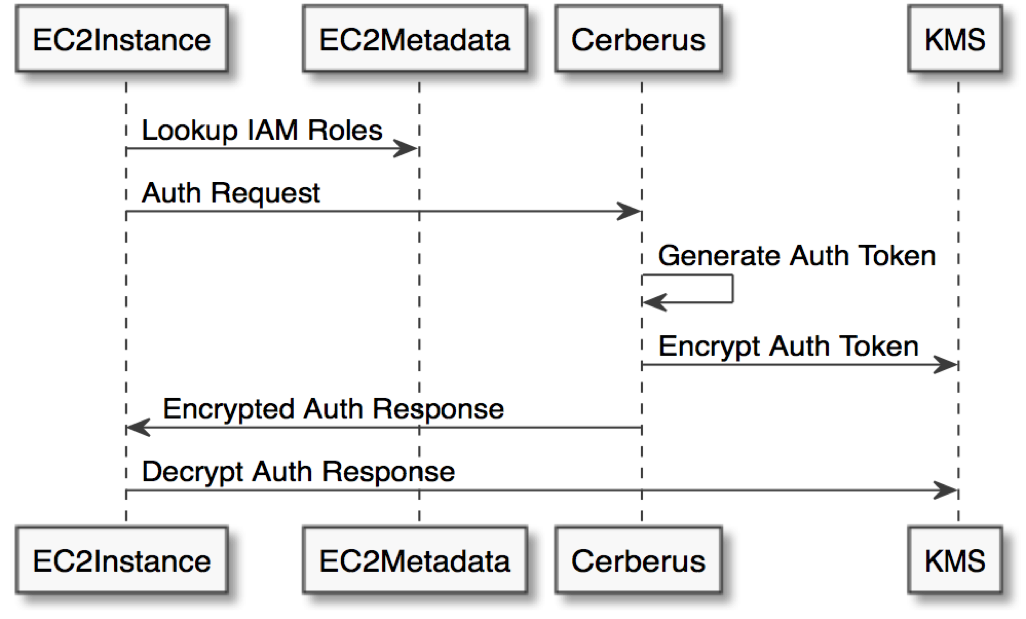 EC2Instance EC2Metadata Cerberus KMS
Lookup IAM Roles
Auth Request
Generate Auth Token
Encrypt Auth Token
Encrypted Auth Response
Decrypt Auth Response
EC2Instance EC2Metadata Cerberus KMS